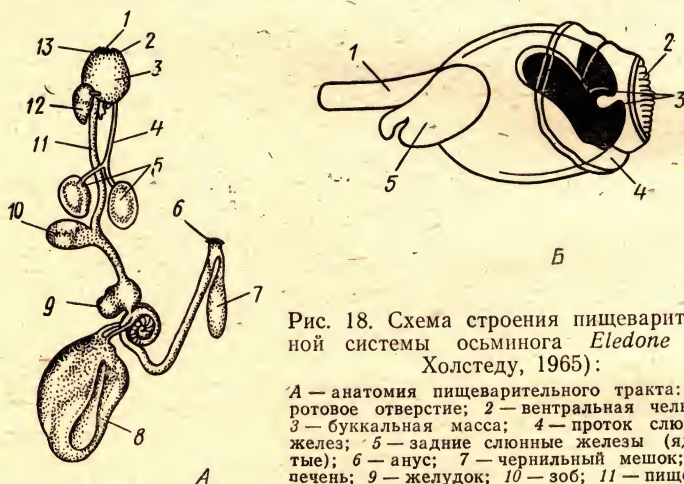 1
13
2
3
12
4
11
5
10
6
9
7
8
А
1
2
3
4
5
Б
Рис. 18. Схема строения пищеварит
ной системы осьминога Eledone
Холстеду, 1965):
А — анатомия пищеварительного тракта:
ротовое отверстие; 2 — вентральная чел
3 — буккальная масса; 4 — проток слю
желез; 5 — задние слюнные железы (я
тые); 6 — анус; 7 — чернильный мешок;
печень; 9 — желудок; 10 — зоб; 11 — пищ